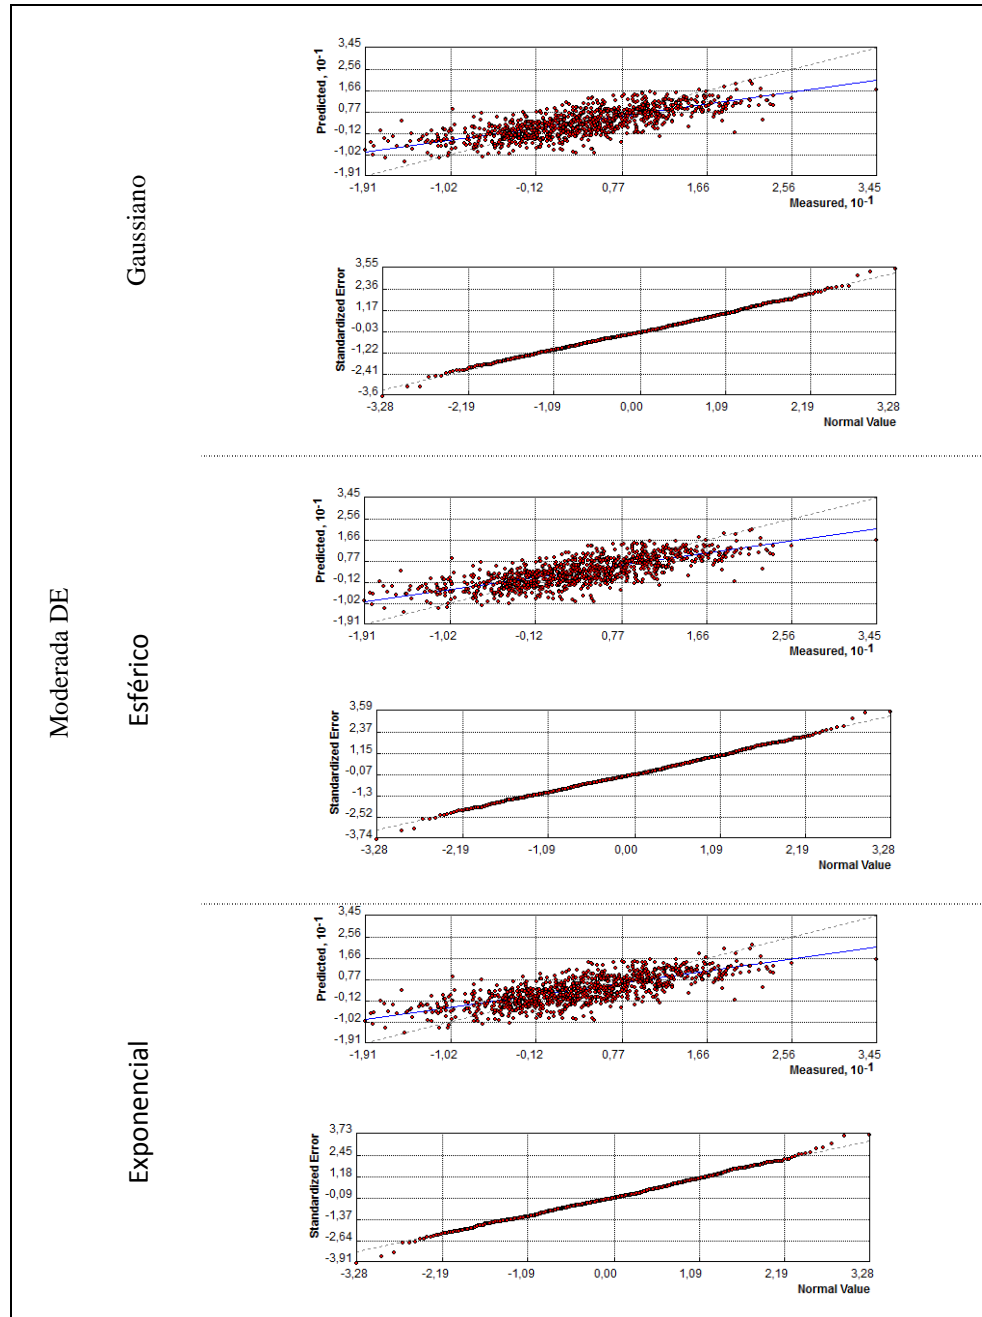 Moderada DE
Gaussiano
Predicted, 10⁻¹
3,45
2,56
1,66
0,77
-0,12
-1,02
-1,91
-1,91 -1,02 -0,12 0,77 1,66 2,56 3,45
Measured, 10⁻¹
Standardized Error
3,55
2,36
1,17
-0,03
-1,22
-2,41
-3,6
-3,28 -2,19 -1,09 0,00 1,09 2,19 3,28
Normal Value
Esférico
Predicted, 10⁻¹
3,45
2,56
1,66
0,77
-0,12
-1,02
-1,91
-1,91 -1,02 -0,12 0,77 1,66 2,56 3,45
Measured, 10⁻¹
Standardized Error
3,59
2,37
1,15
-0,07
-1,3
-2,52
-3,74
-3,28 -2,19 -1,09 0,00 1,09 2,19 3,28
Normal Value
Exponencial
Predicted, 10⁻¹
3,45
2,56
1,66
0,77
-0,12
-1,02
-1,91
-1,91 -1,02 -0,12 0,77 1,66 2,56 3,45
Measured, 10⁻¹
Standardized Error
3,73
2,45
1,18
-0,09
-1,37
-2,64
-3,91
-3,28 -2,19 -1,09 0,00 1,09 2,19 3,28
Normal Value